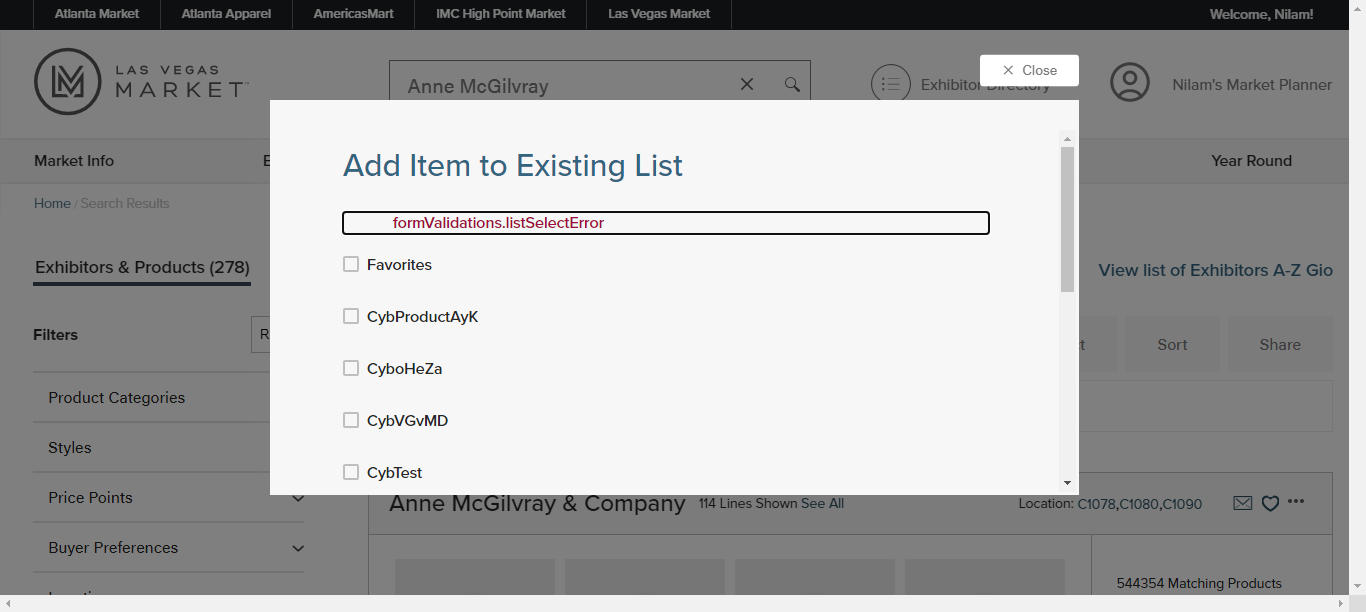 Atlanta Market Atlanta Apparel AmericasMart IMC High Point Market Las Vegas Market Welcome, Nilam!
LAS VEGAS
MARKET
Anne McGilvray
Exhibitor Directory
Close
Nilam's Market Planner
Market Info
E
Year Round
Home / Search Results
Add Item to Existing List
formValidations.listSelectError
Favorites
CybProductAyK
CyboHeZa
CybVGvMD
CybTest
Exhibitors & Products (278)
View list of Exhibitors A-Z Gio
Filters
R
t
Sort
Share
Product Categories
Styles
Price Points
Buyer Preferences
Anne McGilvray & Company 114 Lines Shown See All Location: C1078,C1080,C1090
544354 Matching Products